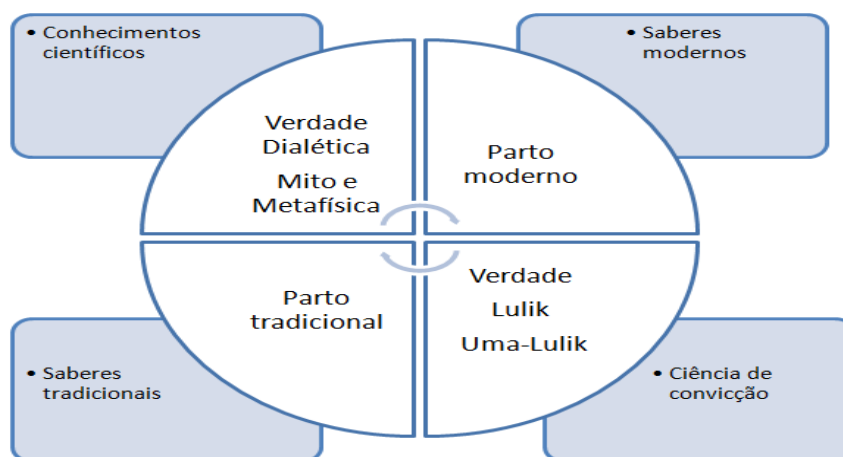 • Conhecimentos
científicos
• Saberes
modernos
Verdade
Dialética
Mito e
Metafísica
Parto
moderno
Parto
tradicional
Verdade
Lulik
Uma-Lulik
• Saberes
tradicionais
• Ciência de
convicção